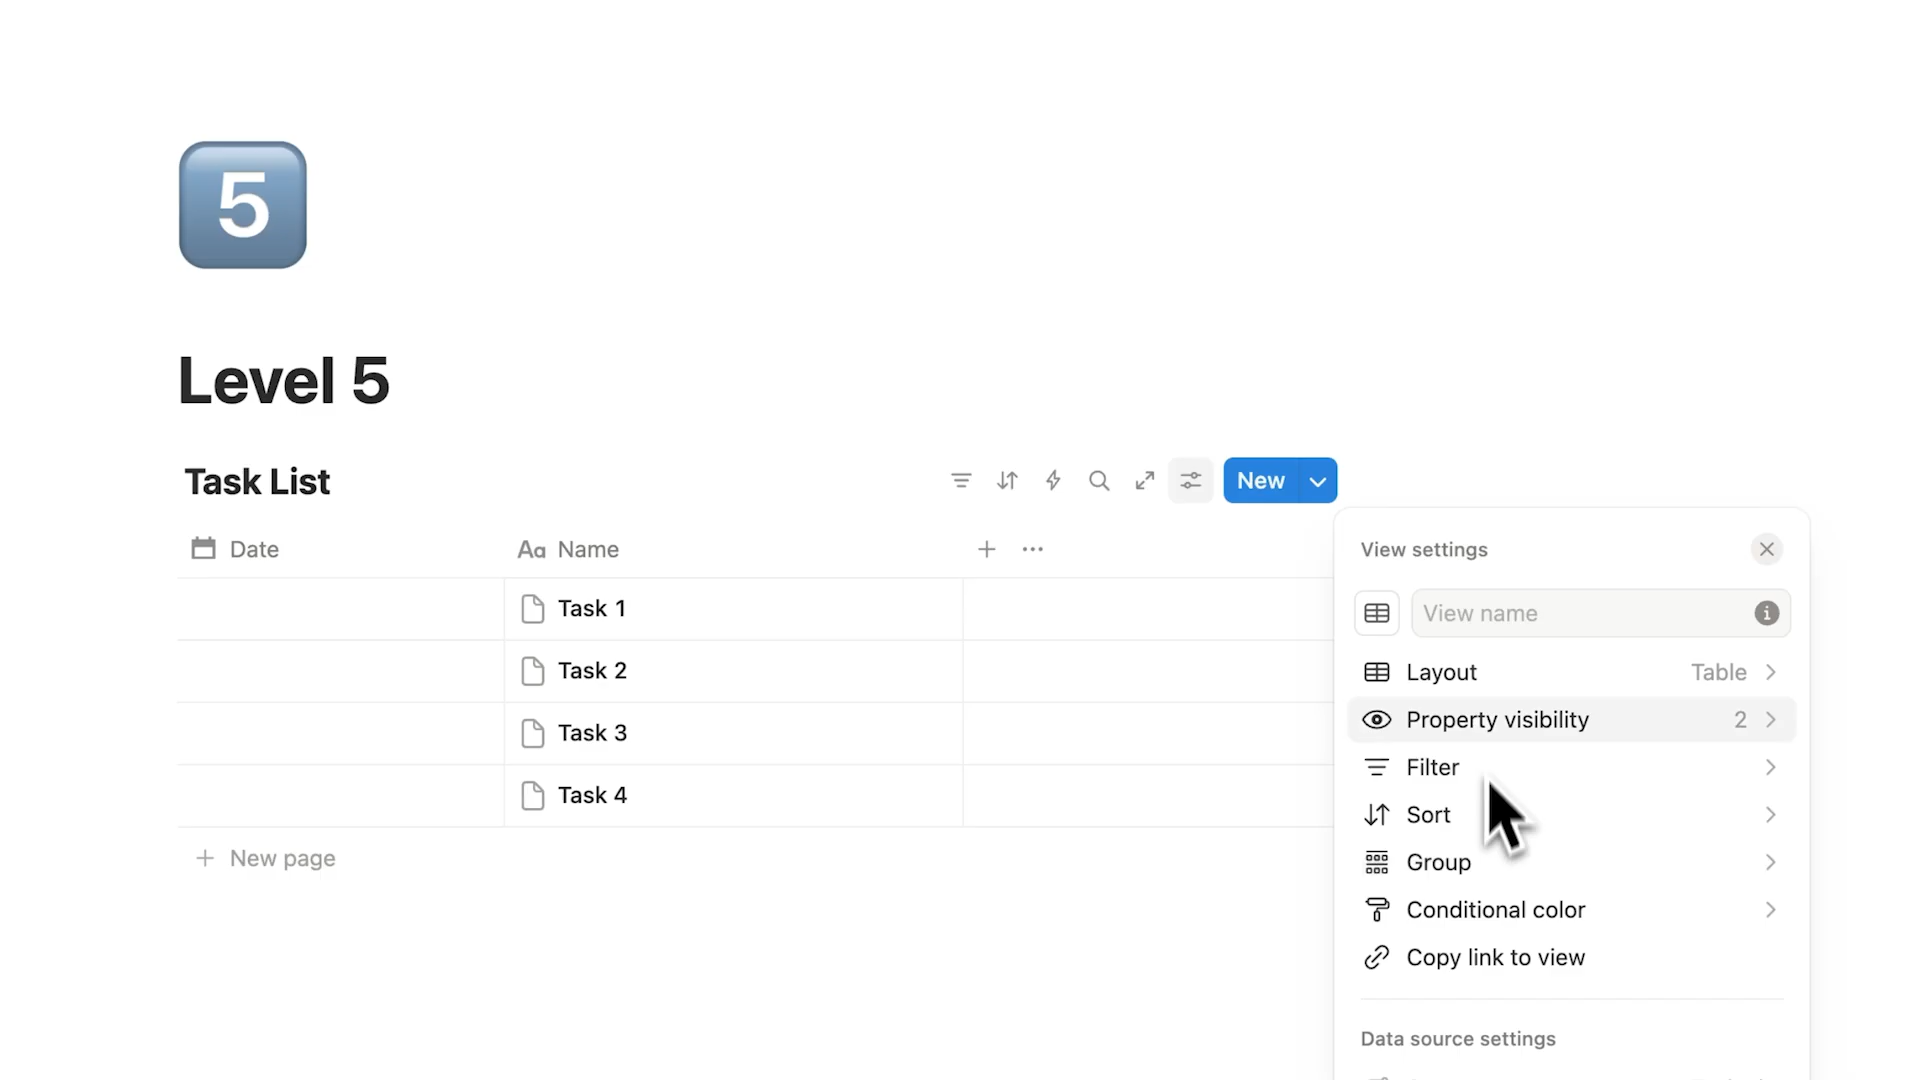 5
Level 5
Task List
New
Date
Aa Name
Task 1
Task 2
Task 3
Task 4
New page
View settings
View name
Layout Table
Property visibility 2
Filter
Sort
Group
Conditional color
Copy link to view
Data source settings